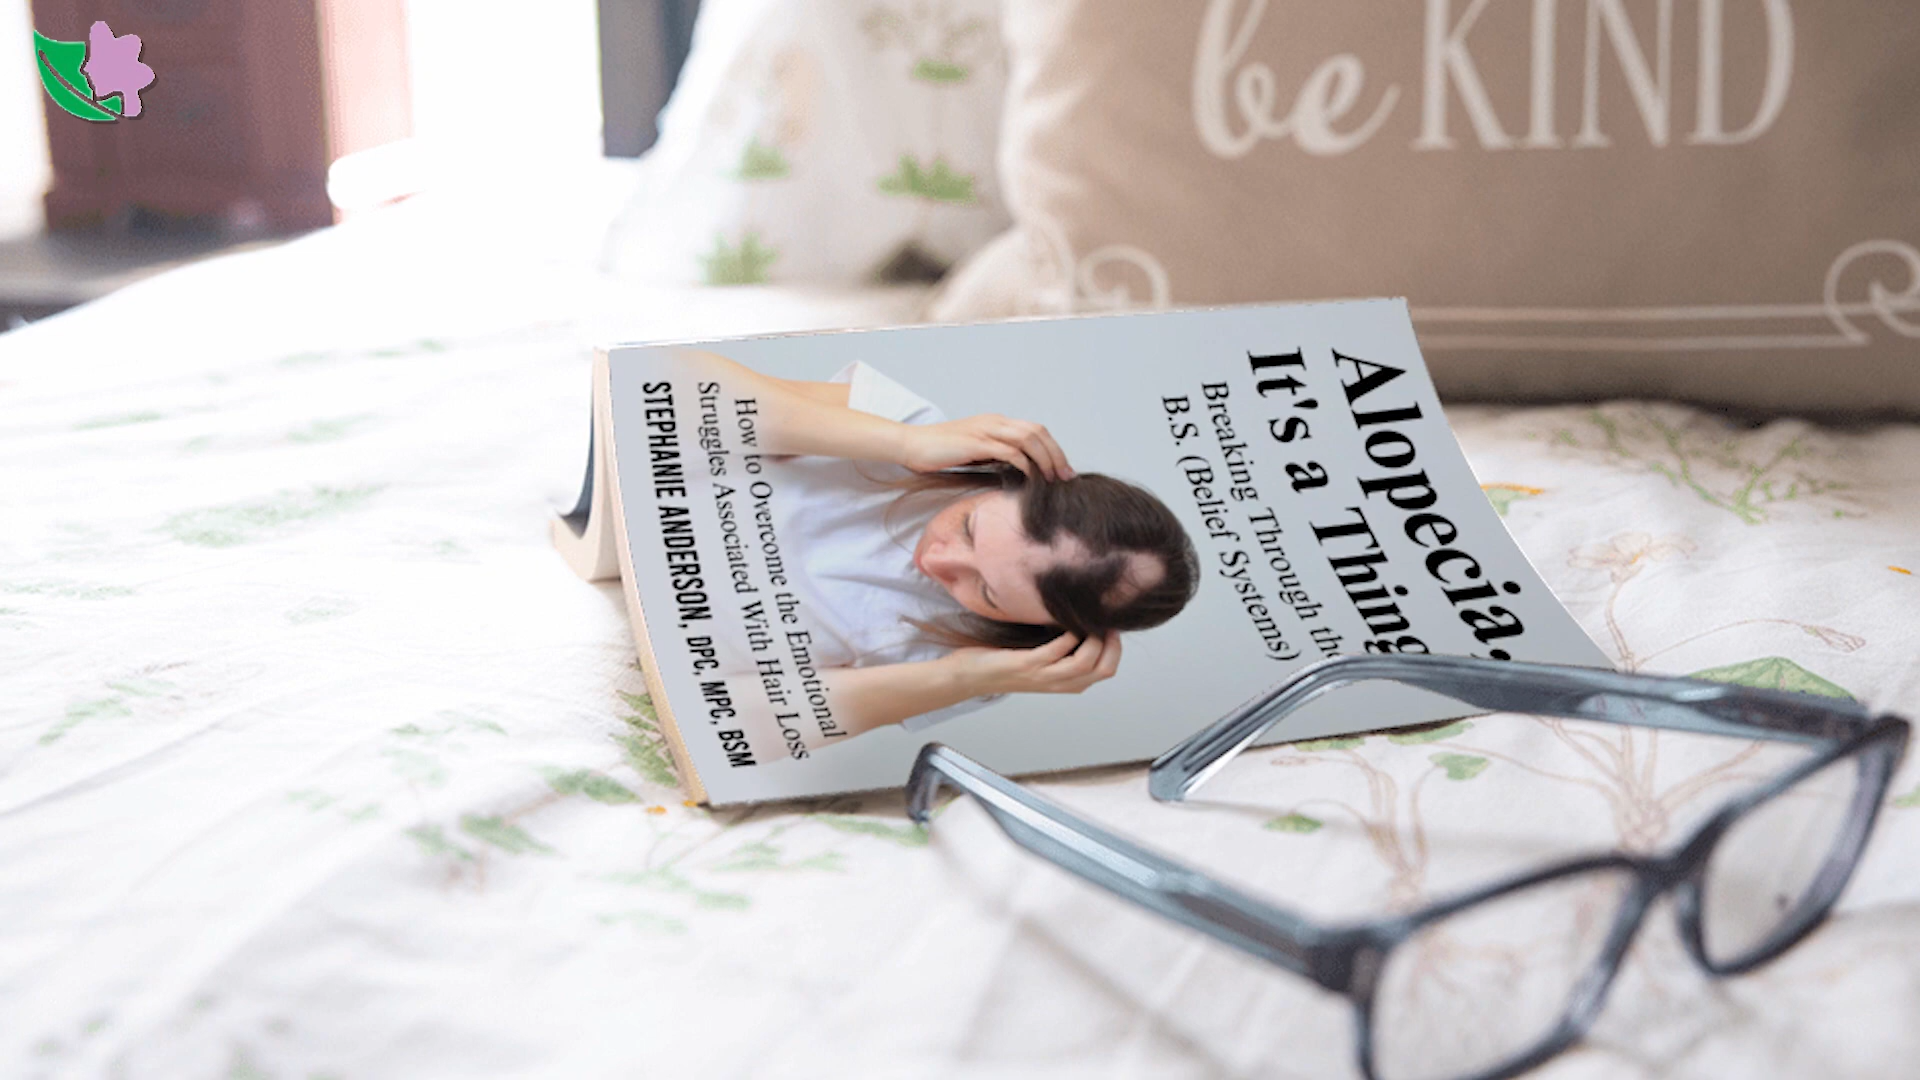 be KIND
Alopecia,
It's a Thing
Breaking Through the
B.S. (Belief Systems)
How to Overcome the Emotional
Struggles Associated With Hair Loss
STEPHANIE ANDERSON, DPC, MPC, BSM